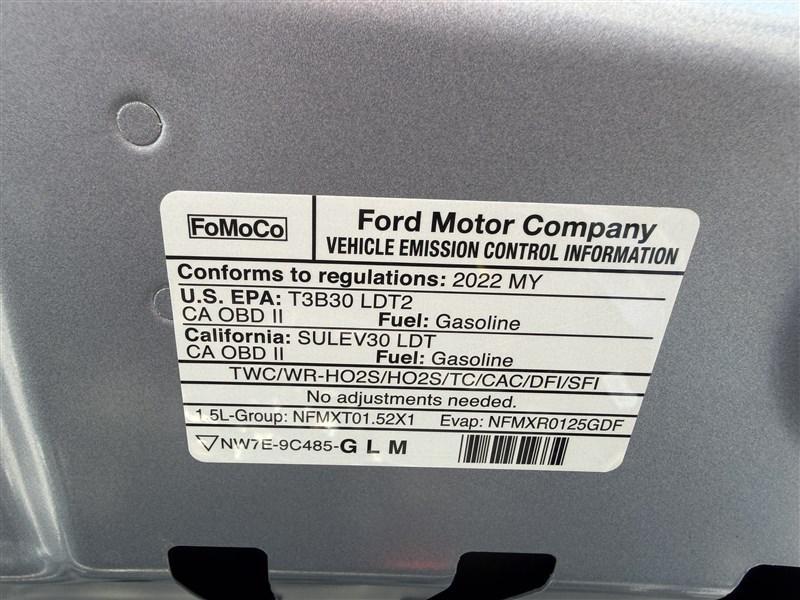 FoMoCo
Ford Motor Company
VEHICLE EMISSION CONTROL INFORMATION
Conforms to regulations: 2022 MY
U.S. EPA: T3B30 LDT2
CA OBD II Fuel: Gasoline
California: SULEV30 LDT
CA OBD II Fuel: Gasoline
TWC/WR-HO2S/HO2S/TC/CAC/DFI/SFI
No adjustments needed.
1.5L-Group: NFMXT01.52X1 Evap: NFMXR0125GDF
NW7E-9C485-G L M